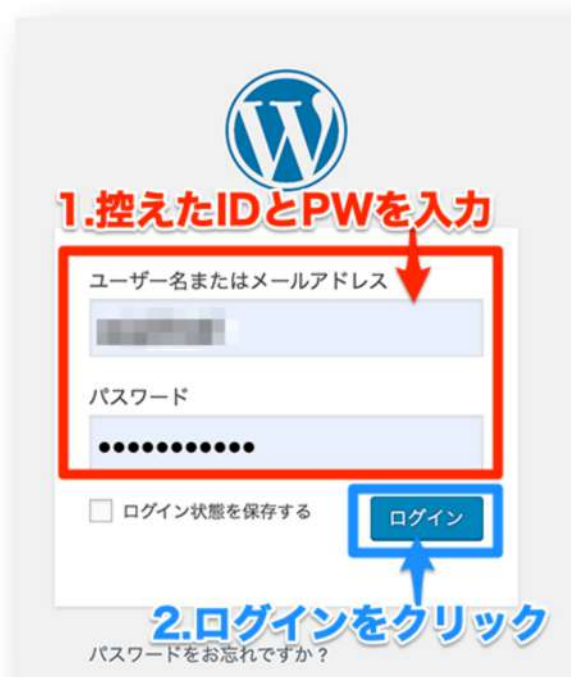 1.控えたIDとPWを入力
ユーザー名またはメールアドレス
パスワード
●●●●●●●●●●●
ログイン状態を保存する
ログイン
2.ログインをクリック
パスワードをお忘れですか?